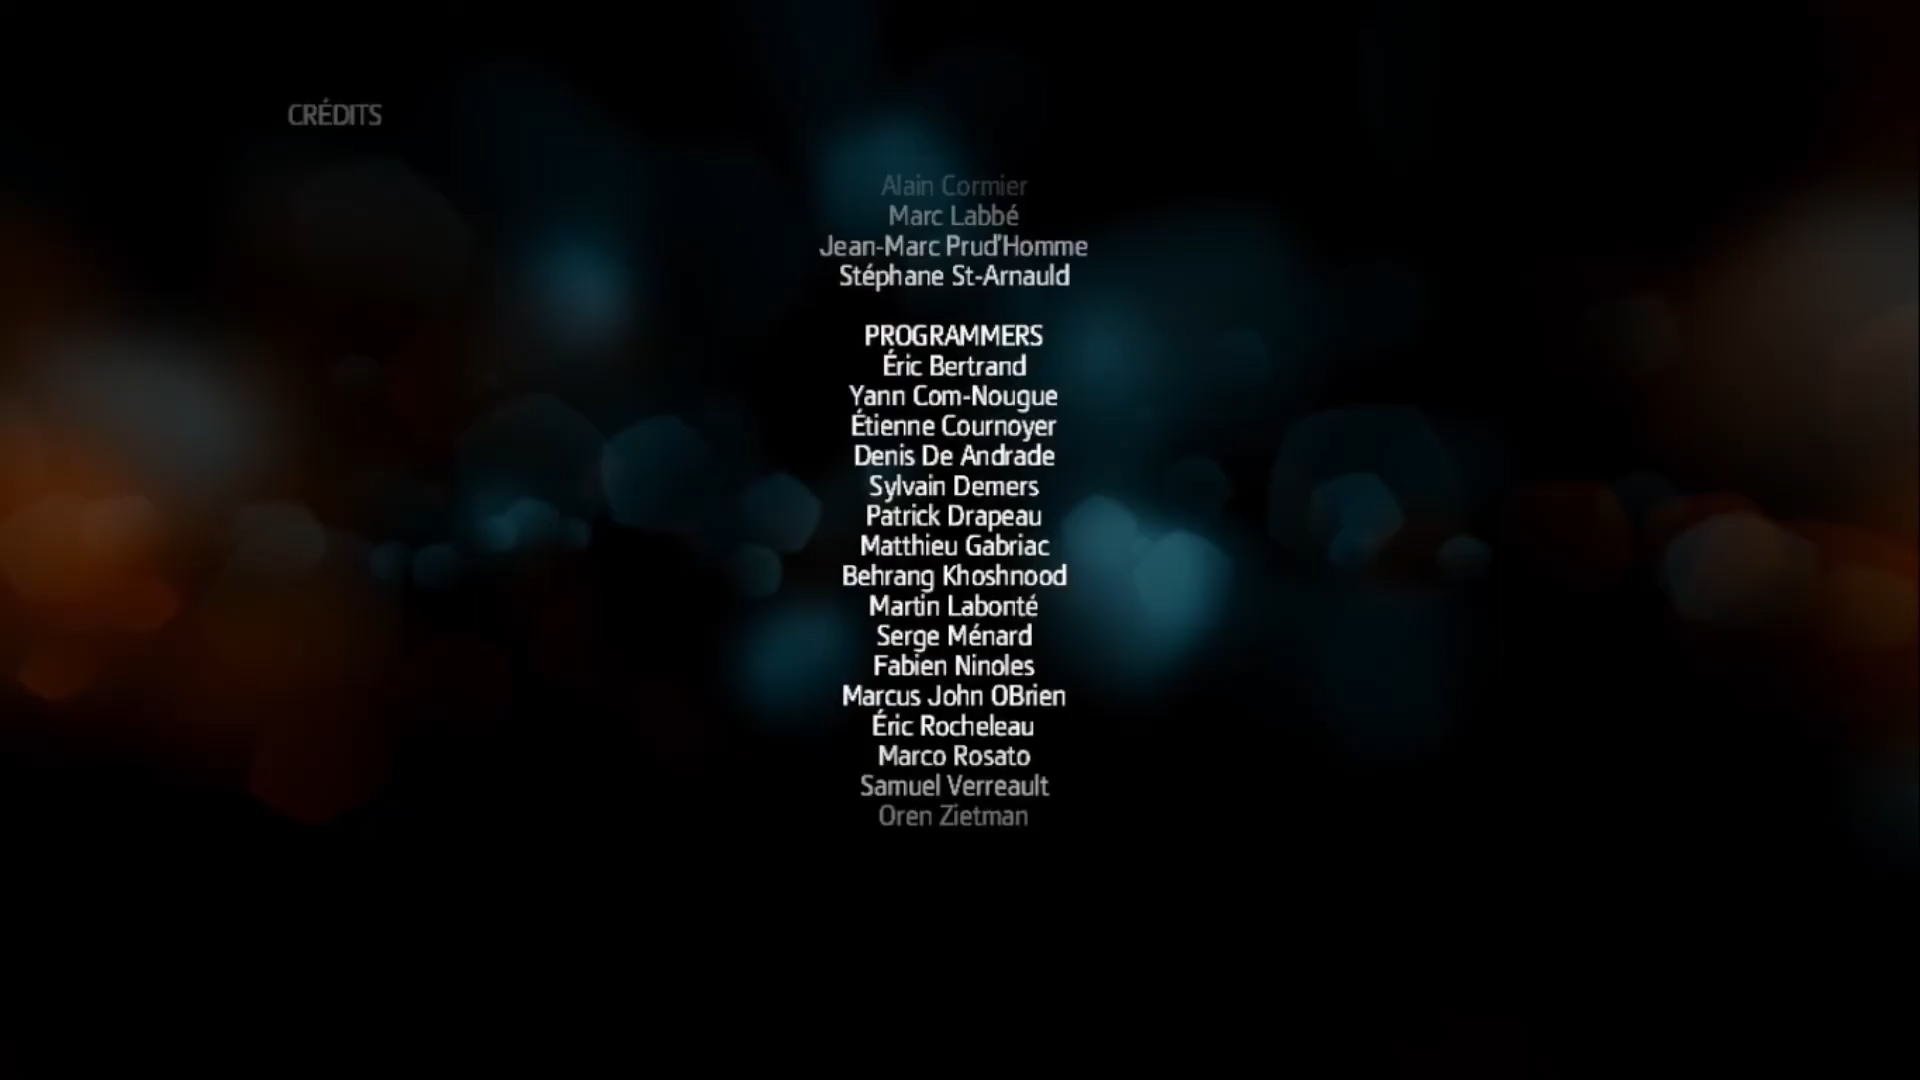 CRÉDITS
Alain Cormier
Marc Labbé
Jean-Marc Prud'Homme
Stéphane St-Arnauld
PROGRAMMERS
Éric Bertrand
Yann Com-Nougue
Étienne Cournoyer
Denis De Andrade
Sylvain Demers
Patrick Drapeau
Matthieu Gabriac
Behrang Khoshnood
Martin Labonté
Serge Ménard
Fabien Ninoles
Marcus John OBrien
Éric Rocheleau
Marco Rosato
Samuel Verreault
Oren Zietman